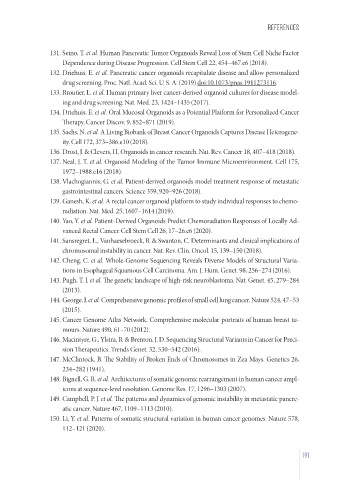 REFERENCES
131. Seino, T. et al. Human Pancreatic Tumor Organoids Reveal Loss of Stem Cell Niche Factor
Dependence during Disease Progression. Cell Stem Cell 22, 454–467.e6 (2018).
132. Driehuis, E. et al. Pancreatic cancer organoids recapitulate disease and allow personalized
drug screening. Proc. Natl. Acad. Sci. U. S. A. (2019) doi:10.1073/pnas.1911273116.
133. Broutier, L. et al. Human primary liver cancer-derived organoid cultures for disease model-
ing and drug screening. Nat. Med. 23, 1424–1435 (2017).
134. Driehuis, E. et al. Oral Mucosal Organoids as a Potential Platform for Personalized Cancer
Therapy. Cancer Discov. 9, 852–871 (2019).
135. Sachs, N. et al. A Living Biobank of Breast Cancer Organoids Captures Disease Heterogene-
ity. Cell 172, 373–386.e10 (2018).
136. Drost, J. & Clevers, H. Organoids in cancer research. Nat. Rev. Cancer 18, 407–418 (2018).
137. Neal, J. T. et al. Organoid Modeling of the Tumor Immune Microenvironment. Cell 175,
1972–1988.e16 (2018).
138. Vlachogiannis, G. et al. Patient-derived organoids model treatment response of metastatic
gastrointestinal cancers. Science 359, 920–926 (2018).
139. Ganesh, K. et al. A rectal cancer organoid platform to study individual responses to chemo-
radiation. Nat. Med. 25, 1607–1614 (2019).
140. Yao, Y. et al. Patient-Derived Organoids Predict Chemoradiation Responses of Locally Ad-
vanced Rectal Cancer. Cell Stem Cell 26, 17–26.e6 (2020).
141. Sansregret, L., Vanhaesebroeck, B. & Swanton, C. Determinants and clinical implications of
chromosomal instability in cancer. Nat. Rev. Clin. Oncol. 15, 139–150 (2018).
142. Cheng, C. et al. Whole-Genome Sequencing Reveals Diverse Models of Structural Varia-
tions in Esophageal Squamous Cell Carcinoma. Am. J. Hum. Genet. 98, 256–274 (2016).
143. Pugh, T. J. et al. The genetic landscape of high-risk neuroblastoma. Nat. Genet. 45, 279–284
(2013).
144. George, J. et al. Comprehensive genomic profiles of small cell lung cancer. Nature 524, 47–53
(2015).
145. Cancer Genome Atlas Network. Comprehensive molecular portraits of human breast tu-
mours. Nature 490, 61–70 (2012).
146. Macintyre, G., Ylstra, B. & Brenton, J. D. Sequencing Structural Variants in Cancer for Preci-
sion Therapeutics. Trends Genet. 32, 530–542 (2016).
147. McClintock, B. The Stability of Broken Ends of Chromosomes in Zea Mays. Genetics 26,
234–282 (1941).
148. Bignell, G. R. et al. Architectures of somatic genomic rearrangement in human cancer ampl-
icons at sequence-level resolution. Genome Res. 17, 1296–1303 (2007).
149. Campbell, P. J. et al. The patterns and dynamics of genomic instability in metastatic pancre-
atic cancer. Nature 467, 1109–1113 (2010).
150. Li, Y. et al. Patterns of somatic structural variation in human cancer genomes. Nature 578,
112–121 (2020).
191